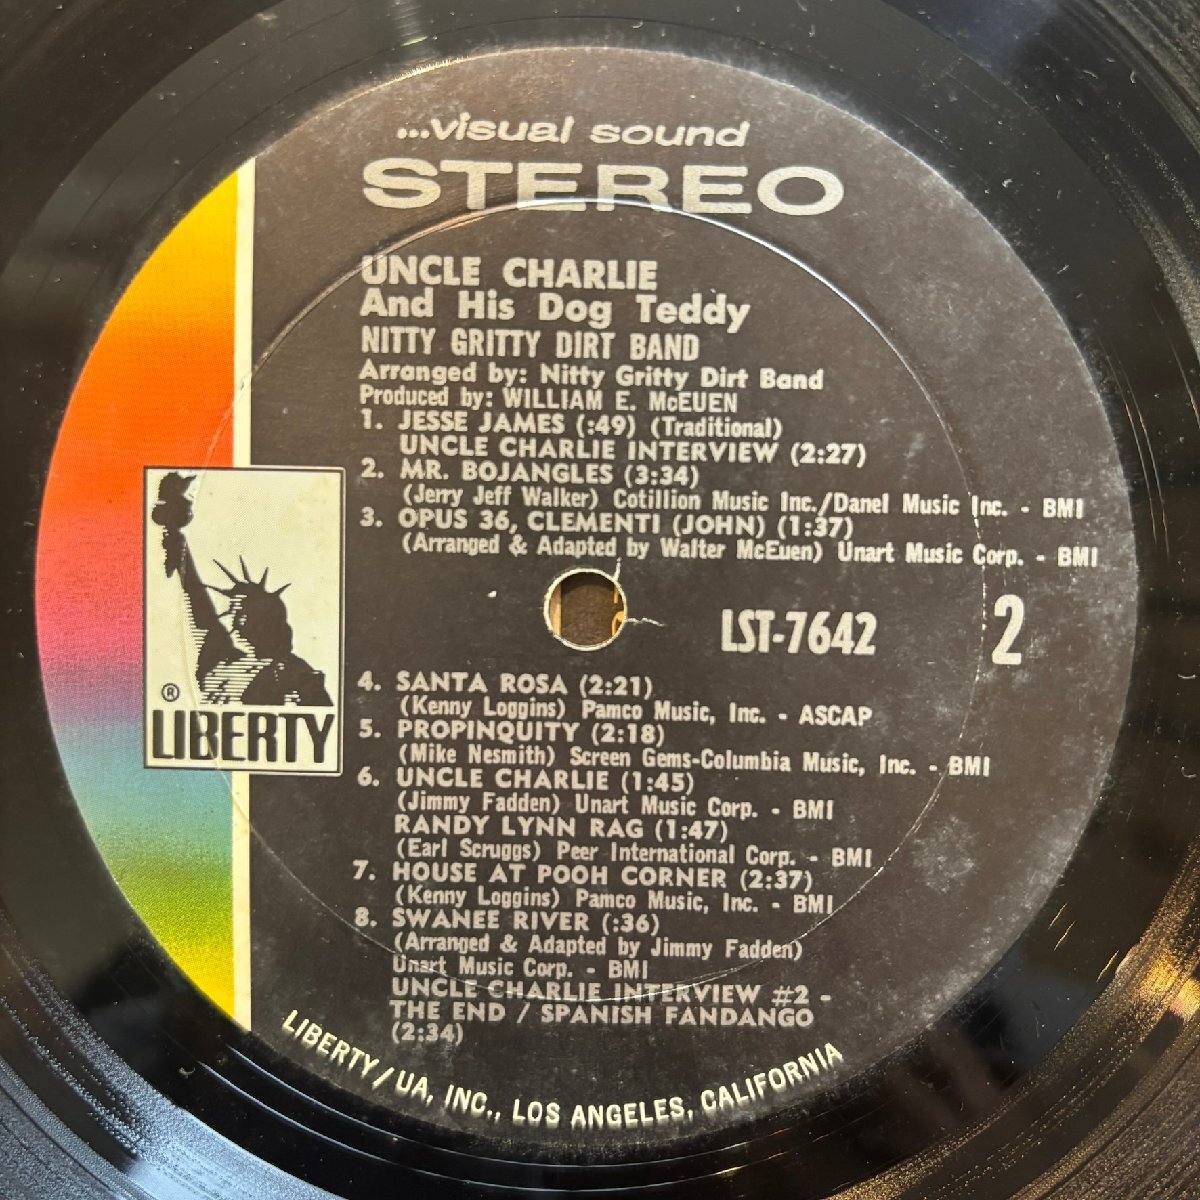 ...visual sound
STEREO
UNCLE CHARLIE
And His Dog Teddy
NITTY GRITTY DIRT BAND
Arranged by: Nitty Gritty Dirt Band
Produced by: WILLIAM E. McEUEN
1. JESSE JAMES (:49) (Traditional)
UNCLE CHARLIE INTERVIEW (2:27)
2. MR. BOJANGLES (3:34)
(Jerry Jeff Walker) Cotillion Music Inc./Danel Music Inc. - BMI
3. OPUS 36, CLEMENTI (JOHN) (1:37)
(Arranged & Adapted by Walter McEuen) Unart Music Corp. - BMI
LST-7642 2
® LIBERTY
4. SANTA ROSA (2:21)
(Kenny Loggins) Pamco Music, Inc. - ASCAP
5. PROPINQUITY (2:18)
(Mike Nesmith) Screen Gems-Columbia Music, Inc. - BMI
6. UNCLE CHARLIE (1:45)
(Jimmy Fadden) Unart Music Corp. - BMI
RANDY LYNN RAG (1:47)
(Earl Scruggs) Peer International Corp. - BMI
7. HOUSE AT POOH CORNER (2:37)
(Kenny Loggins) Pamco Music, Inc. - BMI
8. SWANEE RIVER (:36)
(Arranged & Adapted by Jimmy Fadden)
Unart Music Corp. - BMI
UNCLE CHARLIE INTERVIEW #2 -
THE END / SPANISH FANDANGO
(2:34)
LIBERTY/UA, INC., LOS ANGELES, CALIFORNIA